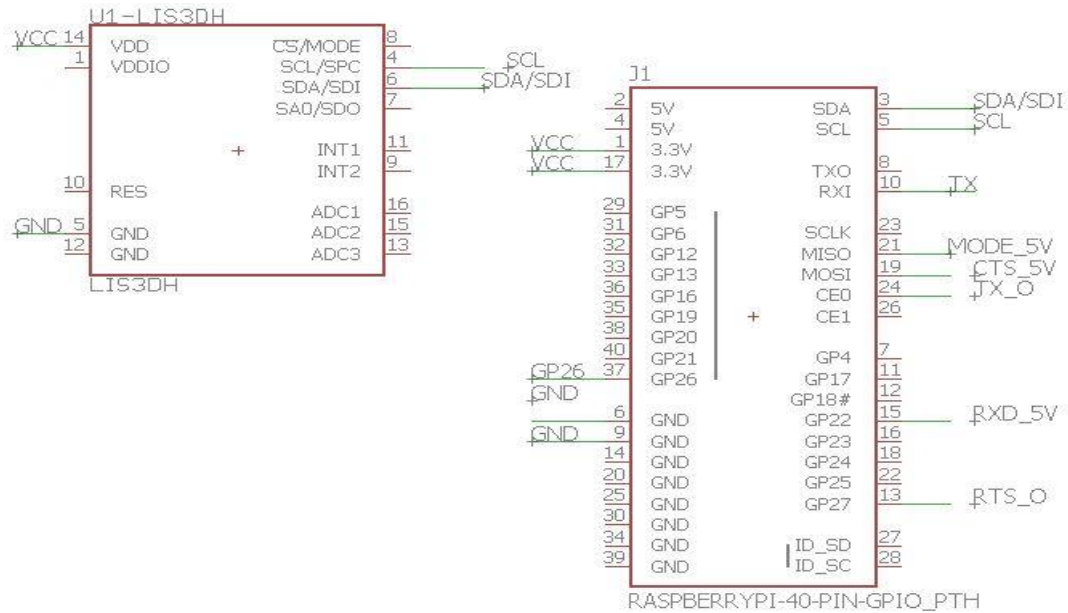 U1-LIS3DH
VCC 14 VDD CS/MODE 8
1 VDDIO SCL/SPC 4 SCL
SDA/SDI 6 SDA/SDI
SA0/SDO 7
INT1 11
INT2 9
10 RES
ADC1 16
GND 5 GND ADC2 15
12 GND ADC3 13
LIS3DH
J1
2 5V SDA 3 SDA/SDI
4 5V SCL 5 SCL
VCC 1 3.3V
VCC 17 3.3V TXO 8
RXI 10 TX
29 GP5
31 GP6 SCLK 23
32 GP12 MISO 21 MODE_5V
33 GP13 MOSI 19 CTS_5V
36 GP16 CE0 24 TX_O
35 GP19 CE1 26
38 GP20
40 GP21 GP4 7
GP26 37 GP26 GP17 11
GND GP18# 12
6 GND GP22 15 RXD_5V
GND 9 GND GP23 16
14 GND GP24 18
20 GND GP25 22
25 GND GP27 13 RTS_O
30 GND
34 GND ID_SD 27
39 GND ID_SC 28
RASPBERRYPI-40-PIN-GPIO_PTH